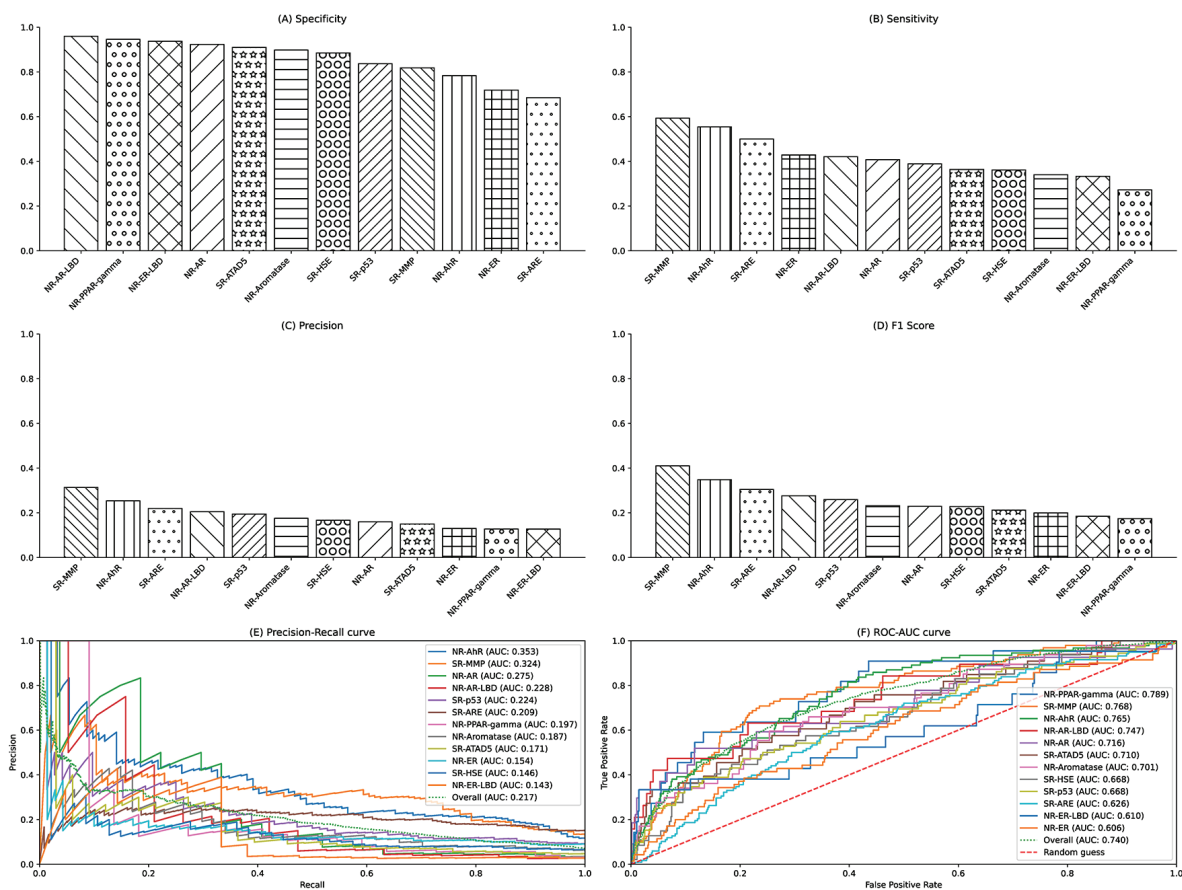 (A) Specificity
1.0
0.8
0.6
0.4
0.2
0.0
NR-AR-LBD
NR-PPAR-gamma
NR-ER-LBD
NR-AR
SR-ATAD5
NR-Aromatase
SR-HSE
SR-p53
SR-MMP
NR-AhR
NR-ER
SR-ARE
(B) Sensitivity
1.0
0.8
0.6
0.4
0.2
0.0
SR-MMP
NR-AhR
SR-ARE
NR-ER
NR-AR-LBD
NR-AR
SR-p53
SR-ATAD5
SR-HSE
NR-Aromatase
NR-ER-LBD
NR-PPAR-gamma
(C) Precision
1.0
0.8
0.6
0.4
0.2
0.0
SR-MMP
NR-AhR
SR-ARE
NR-AR-LBD
SR-p53
NR-Aromatase
SR-HSE
NR-AR
SR-ATAD5
NR-ER
NR-PPAR-gamma
NR-ER-LBD
(D) F1 Score
1.0
0.8
0.6
0.4
0.2
0.0
SR-MMP
NR-AhR
SR-ARE
NR-AR-LBD
SR-p53
NR-Aromatase
NR-AR
SR-HSE
SR-ATAD5
NR-ER
NR-ER-LBD
NR-PPAR-gamma
(E) Precision-Recall curve
Precision
1.0
0.8
0.6
0.4
0.2
0.0
NR-AhR (AUC: 0.353)
SR-MMP (AUC: 0.324)
NR-AR (AUC: 0.275)
NR-AR-LBD (AUC: 0.228)
SR-p53 (AUC: 0.224)
SR-ARE (AUC: 0.209)
NR-PPAR-gamma (AUC: 0.197)
NR-Aromatase (AUC: 0.187)
SR-ATAD5 (AUC: 0.171)
NR-ER (AUC: 0.154)
SR-HSE (AUC: 0.146)
NR-ER-LBD (AUC: 0.143)
Overall (AUC: 0.217)
0.0
0.2
0.4
0.6
0.8
1.0
Recall
(F) ROC-AUC curve
True Positive Rate
1.0
0.8
0.6
0.4
0.2
0.0
NR-PPAR-gamma (AUC: 0.789)
SR-MMP (AUC: 0.768)
NR-AhR (AUC: 0.765)
NR-AR-LBD (AUC: 0.747)
NR-AR (AUC: 0.716)
SR-ATAD5 (AUC: 0.710)
NR-Aromatase (AUC: 0.701)
SR-HSE (AUC: 0.668)
SR-p53 (AUC: 0.668)
SR-ARE (AUC: 0.626)
NR-ER-LBD (AUC: 0.610)
NR-ER (AUC: 0.606)
Overall (AUC: 0.740)
Random guess
0.0
0.2
0.4
0.6
0.8
1.0
False Positive Rate